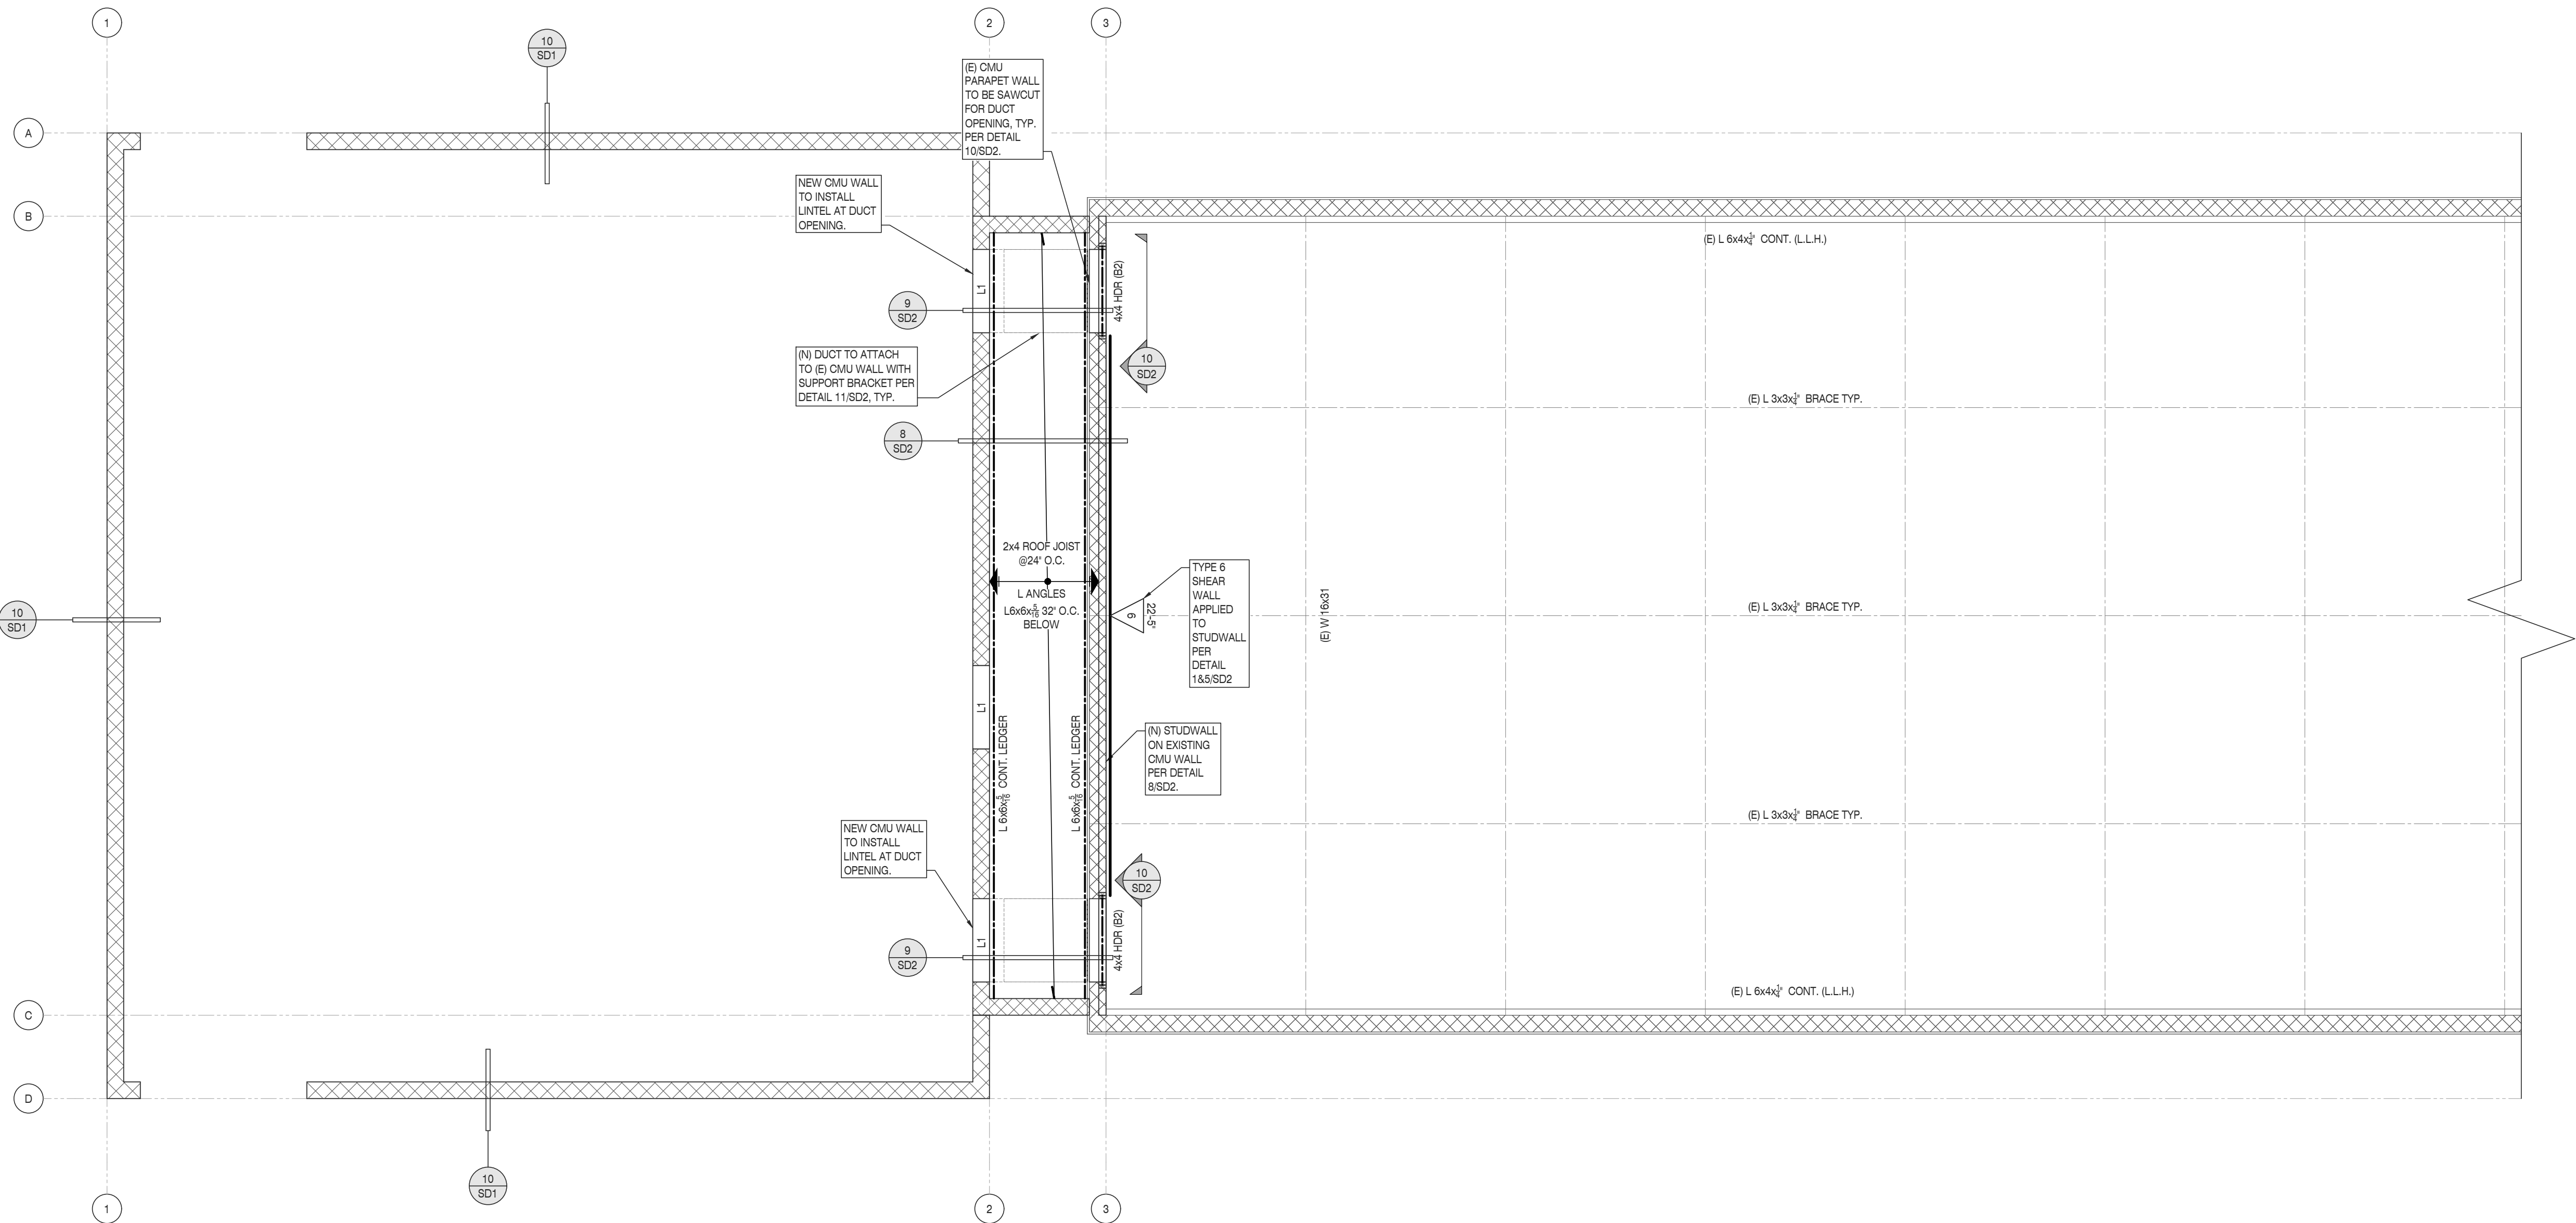 1
2
3
10
SD1
(E) CMU
PARAPET WALL
TO BE SAWCUT
FOR DUCT
OPENING, TYP.
PER DETAIL
10/SD2.
A
B
NEW CMU WALL
TO INSTALL
LINTEL AT DUCT
OPENING.
(E) L 6x4x1/4" CONT. (L.L.H.)
L1
4x4 HDR (B2)
9
SD2
(N) DUCT TO ATTACH
TO (E) CMU WALL WITH
SUPPORT BRACKET PER
DETAIL 11/SD2, TYP.
10
SD2
(E) L 3x3x1/4" BRACE TYP.
8
SD2
2x4 ROOF JOIST
@24" O.C.
L ANGLES
L6x6x5/16 32" O.C.
BELOW
TYPE 6
SHEAR
WALL
APPLIED
TO
STUDWALL
PER
DETAIL
1&5/SD2
6
22'-5"
(E) W 16x31
(E) L 3x3x1/4" BRACE TYP.
10
SD1
L1
L 6x6x5/16 CONT. LEDGER
L 6x6x5/16 CONT. LEDGER
(N) STUDWALL
ON EXISTING
CMU WALL
PER DETAIL
8/SD2.
(E) L 3x3x1/4" BRACE TYP.
NEW CMU WALL
TO INSTALL
LINTEL AT DUCT
OPENING.
10
SD2
L1
4x4 HDR (B2)
9
SD2
(E) L 6x4x1/4" CONT. (L.L.H.)
C
D
10
SD1
1
2
3